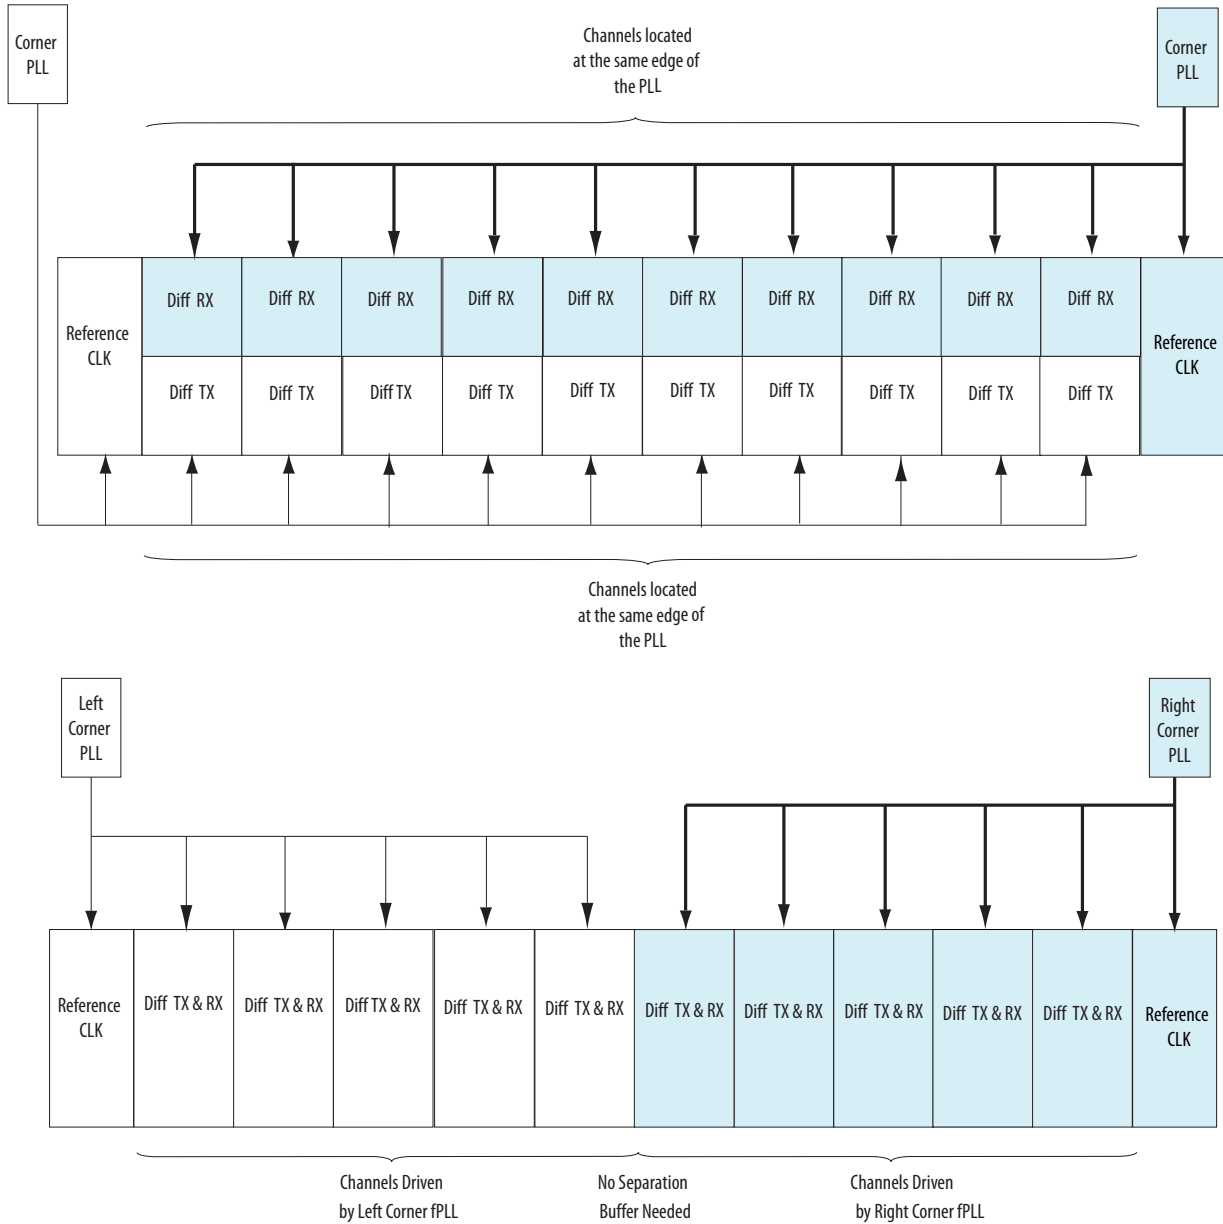 Corner
PLL
Channels located
at the same edge of
the PLL
Corner
PLL
Reference
CLK
Diff RX
Diff RX
Diff RX
Diff RX
Diff RX
Diff RX
Diff RX
Diff RX
Diff RX
Diff RX
Reference
CLK
Diff TX
Diff TX
Diff TX
Diff TX
Diff TX
Diff TX
Diff TX
Diff TX
Diff TX
Diff TX
Channels located
at the same edge of
the PLL
Left
Corner
PLL
Right
Corner
PLL
Reference
CLK
Diff TX & RX
Diff TX & RX
Diff TX & RX
Diff TX & RX
Diff TX & RX
Diff TX & RX
Diff TX & RX
Diff TX & RX
Diff TX & RX
Diff TX & RX
Reference
CLK
Channels Driven
by Left Corner fPLL
No Separation
Buffer Needed
Channels Driven
by Right Corner fPLL